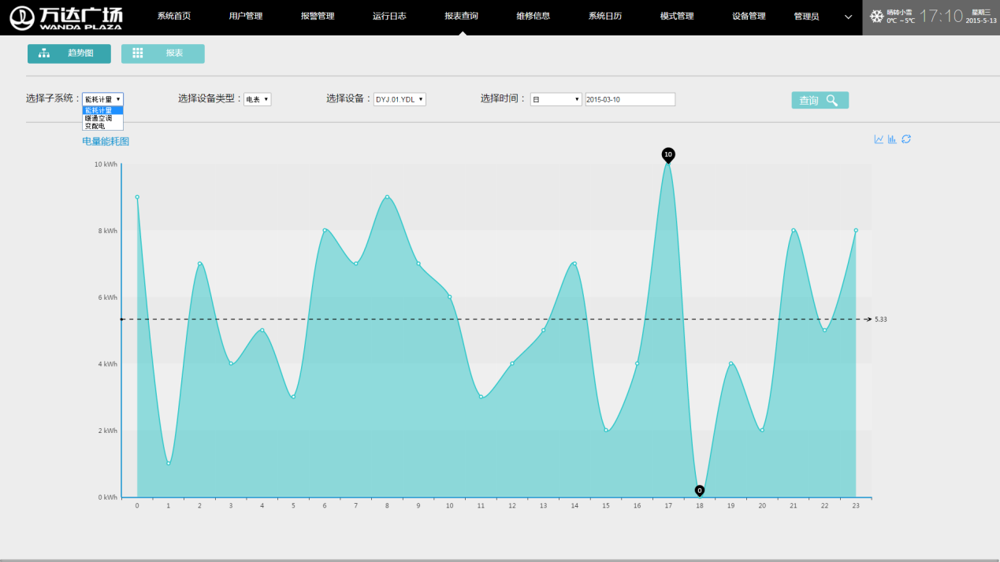 万达广场
WANDA PLAZA
系统首页 用户管理 报警管理 运行日志 报表查询 维修信息 系统日历 模式管理 设备管理 管理员
晴转小雪
0℃ ~ 5℃
17:10
星期三
2015-5-13
趋势图 报表
选择子系统： 能耗计量 选择设备类型： 电表 选择设备： DYJ.01.YDL 选择时间： 日 2015-03-10 查询
能耗计量
暖通空调
变配电
电量能耗图
10
10 kWh
8 kWh
6 kWh
5.33
4 kWh
2 kWh
0
0 kWh
0 1 2 3 4 5 6 7 8 9 10 11 12 13 14 15 16 17 18 19 20 21 22 23